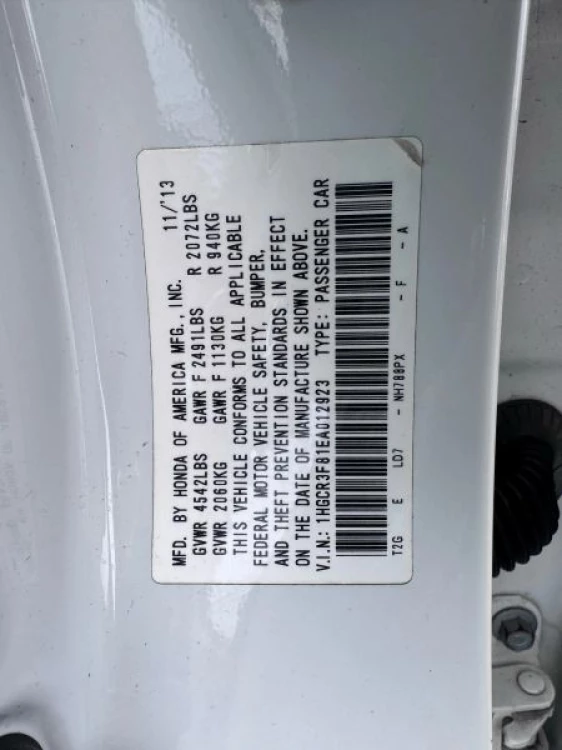 MFD. BY HONDA OF AMERICA MFG., INC. 11/'13
GVWR 4542LBS GAWR F 2491LBS R 2072LBS
GVWR 2060KG GAWR F 1130KG R 940KG
THIS VEHICLE CONFORMS TO ALL APPLICABLE
FEDERAL MOTOR VEHICLE SAFETY, BUMPER,
AND THEFT PREVENTION STANDARDS IN EFFECT
ON THE DATE OF MANUFACTURE SHOWN ABOVE.
V.I.N.: 1HGCR3F81EA012923 TYPE: PASSENGER CAR
T2G E LD7 - NH788PX - F - A